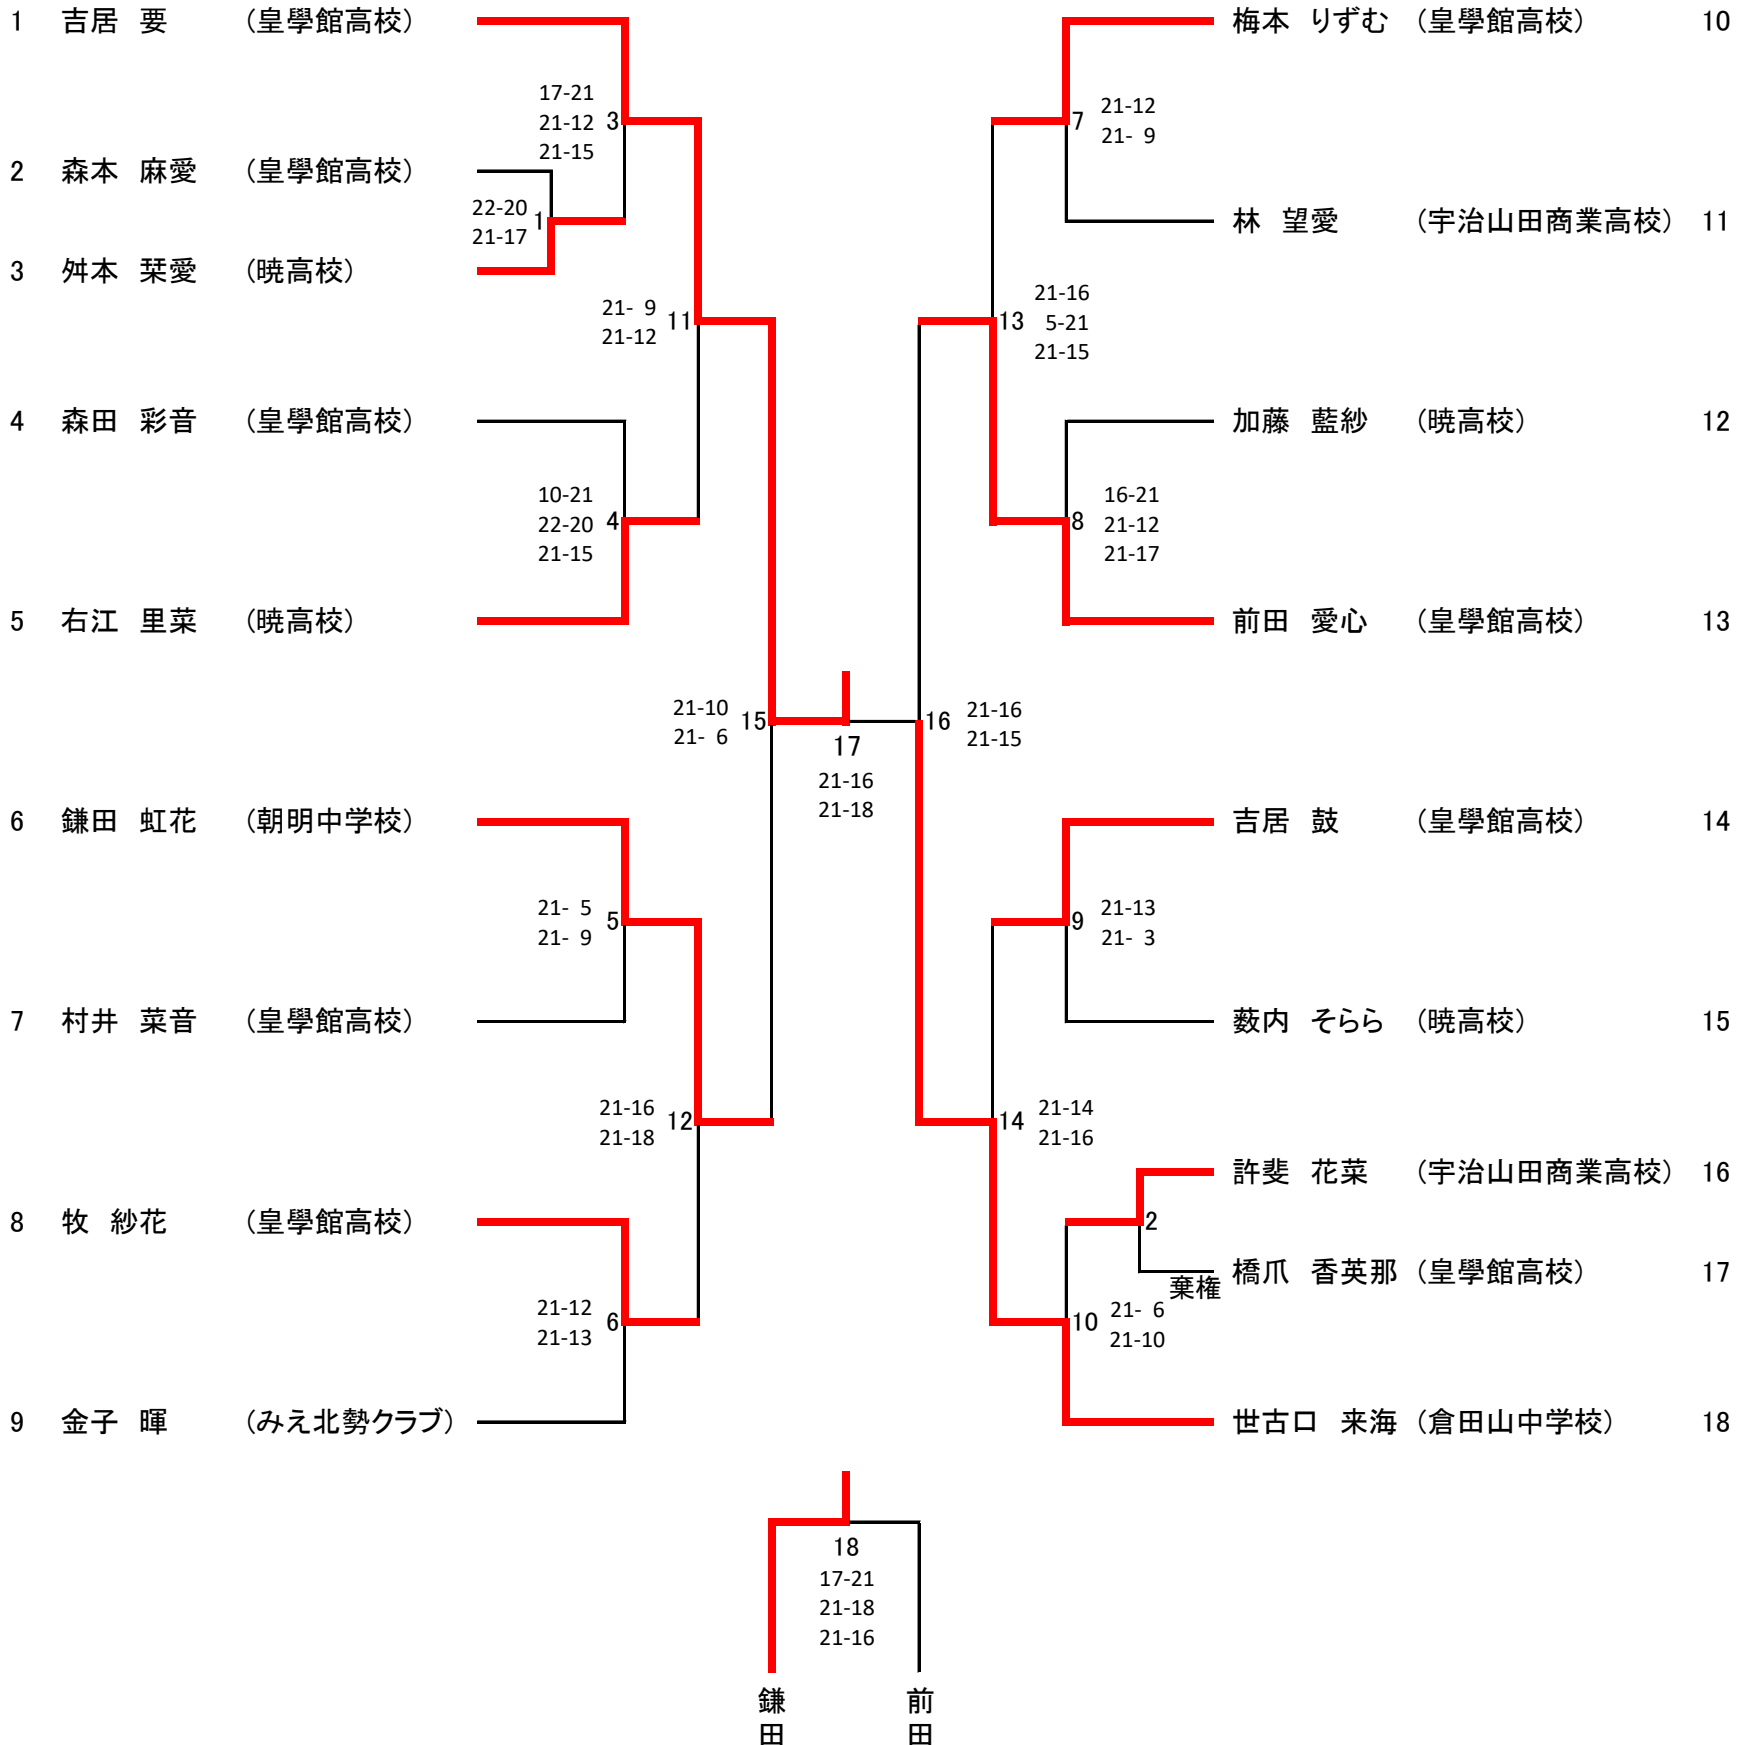 1 吉居 要 (皇學館高校)
17-21
21-12 3
21-15
2 森本 麻愛 (皇學館高校)
22-20
1
21-17
3 舛本 栞愛 (暁高校)
21- 9
11
21-12
4 森田 彩音 (皇學館高校)
10-21
22-20 4
21-15
5 右江 里菜 (暁高校)
21-10
15
21- 6
6 鎌田 虹花 (朝明中学校)
21- 5
5
21- 9
7 村井 菜音 (皇學館高校)
21-16
12
21-18
8 牧 紗花 (皇學館高校)
21-12
6
21-13
9 金子 暉 (みえ北勢クラブ)
17
21-16
21-18
梅本 りずむ (皇學館高校) 10
21-12
7
21- 9
林 望愛 (宇治山田商業高校) 11
21-16
13 5-21
21-15
加藤 藍紗 (暁高校) 12
16-21
8 21-12
21-17
前田 愛心 (皇學館高校) 13
21-16
16
21-15
吉居 鼓 (皇學館高校) 14
21-13
9
21- 3
薮内 そらら (暁高校) 15
21-14
14
21-16
許斐 花菜 (宇治山田商業高校) 16
2
橋爪 香英那 (皇學館高校) 17
棄権
21- 6
10
21-10
世古口 来海 (倉田山中学校) 18
18
17-21
21-18
21-16
鎌田
前田